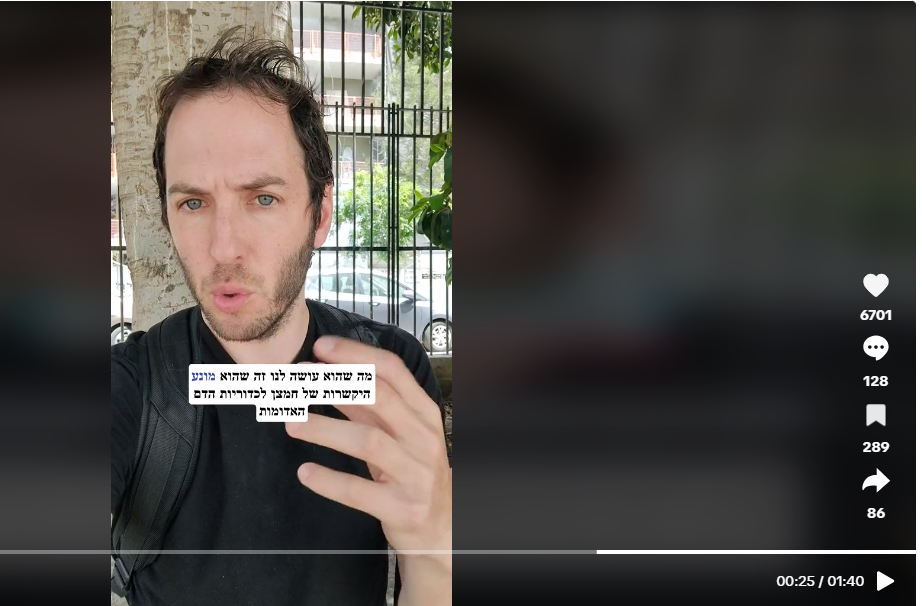 מה שהוא עושה לנו זה שהוא מונע
היקשרות של חמצן לכדוריות הדם
האדומות
6701
128
289
86
00:25 / 01:40